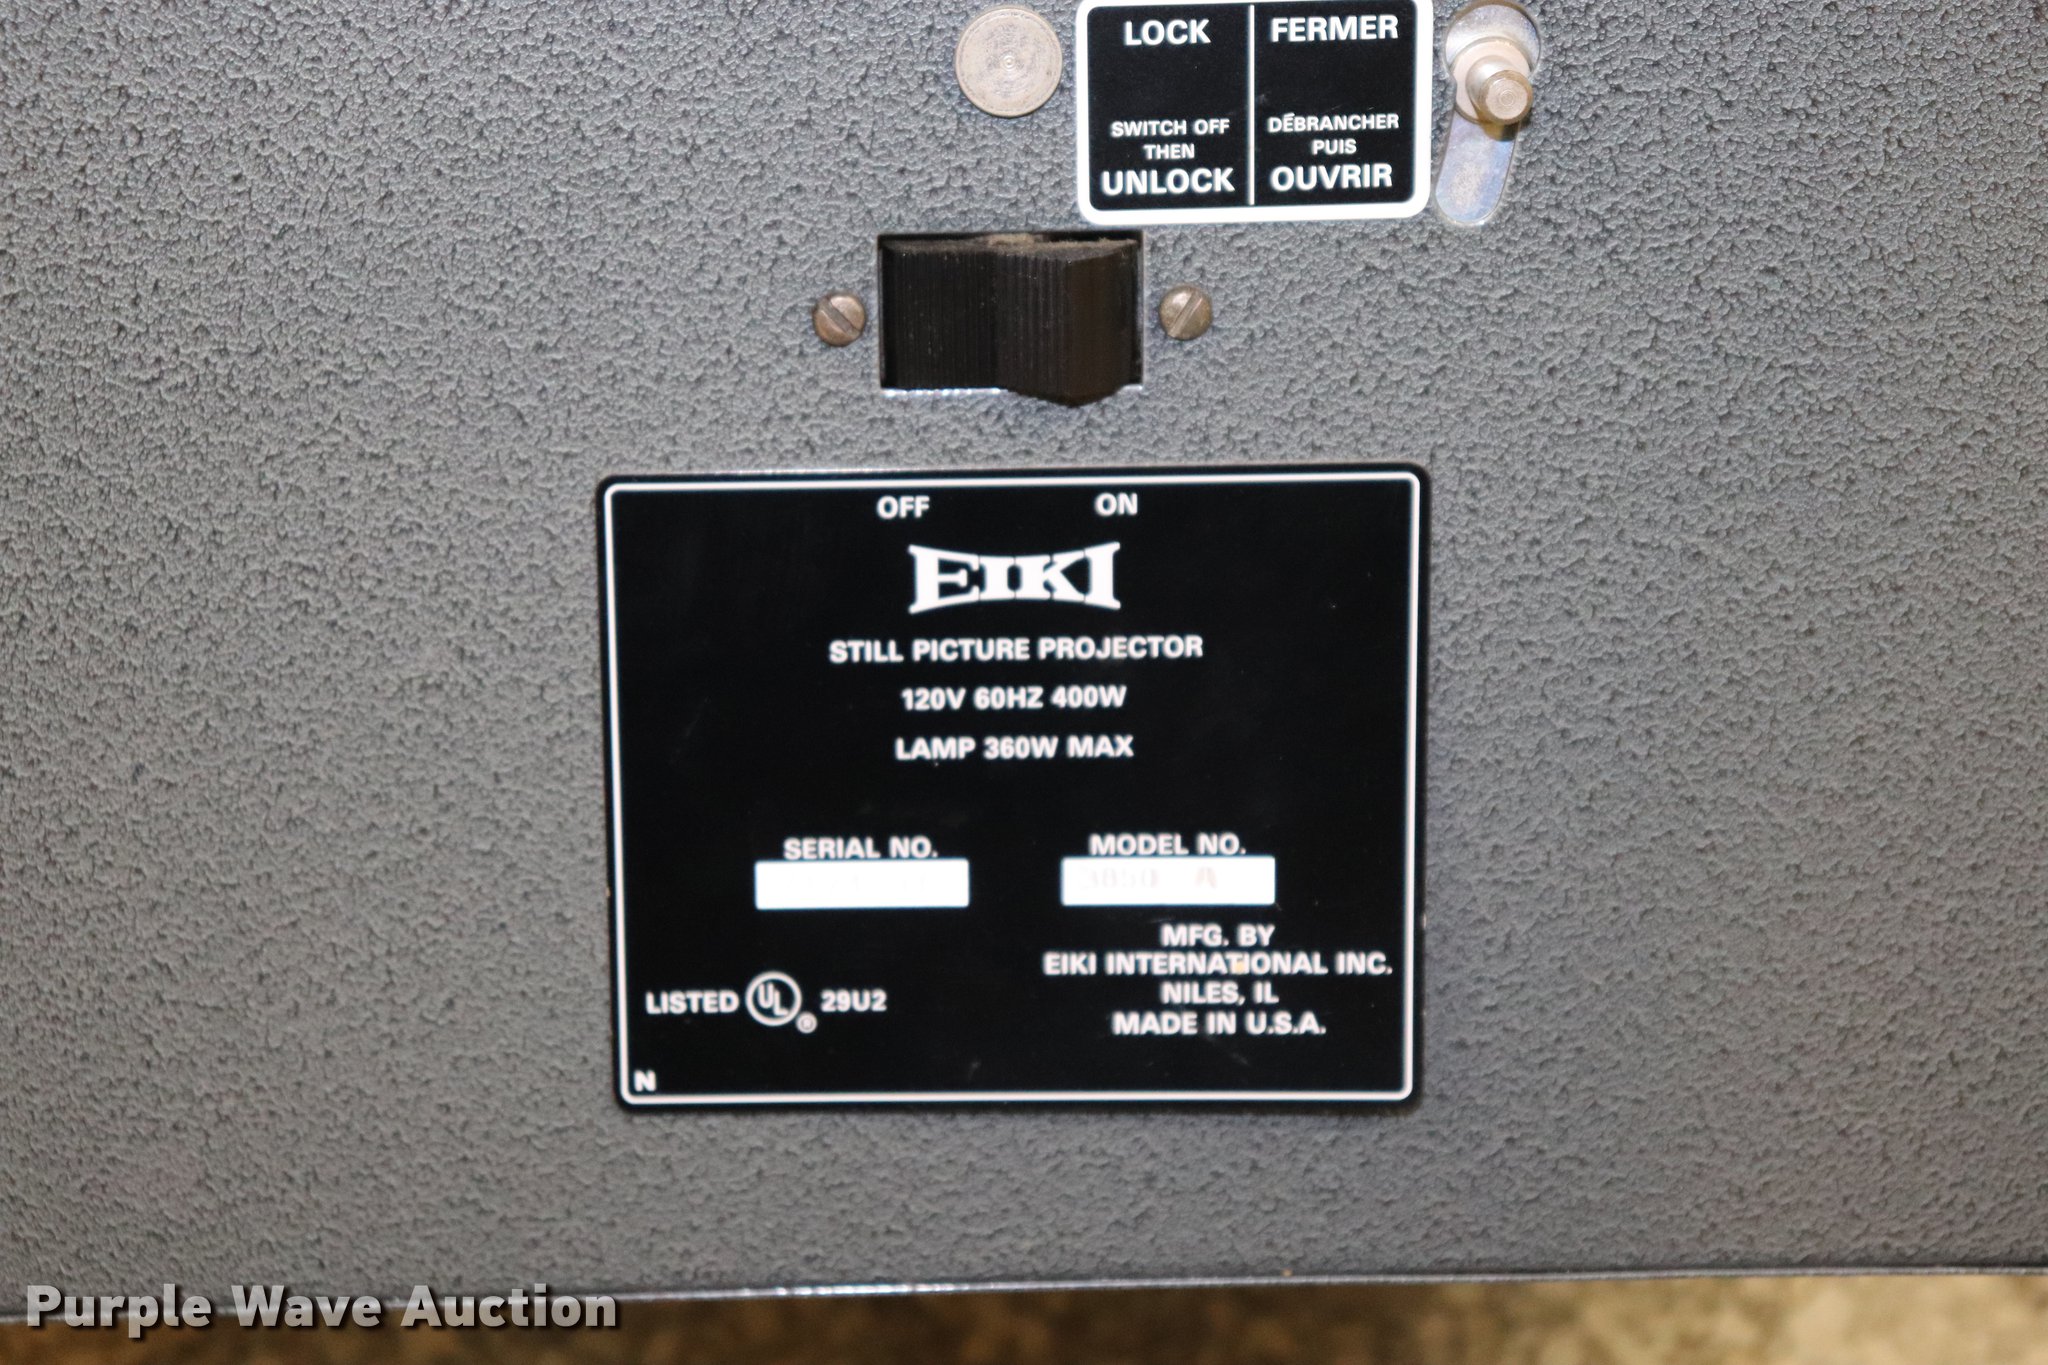 LOCK
SWITCH OFF
THEN
UNLOCK
FERMER
DÉBRANCHER
PUIS
OUVRIR
OFF ON
EIKI
STILL PICTURE PROJECTOR
120V 60HZ 400W
LAMP 360W MAX
SERIAL NO.
MODEL NO.
3850 A
MFG. BY
EIKI INTERNATIONAL INC.
NILES, IL
MADE IN U.S.A.
LISTED UL ® 29U2
N
Purple Wave Auction